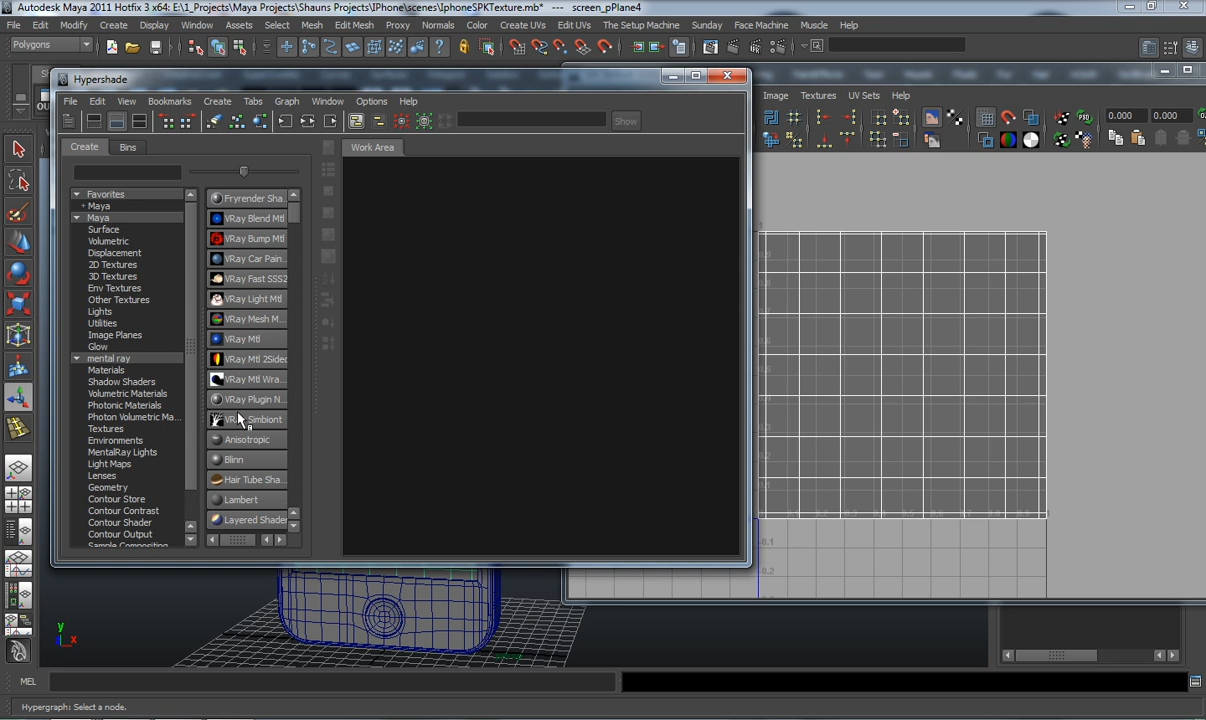 Autodesk Maya 2011 Hotfix 3 x64: E:\1_Projects\Maya Projects\Shauns Projects\IPhone\scenes\IphoneSPKTexture.mb* --- screen_pPlane4
File Edit Modify Create Display Window Assets Select Mesh Edit Mesh Proxy Normals Color Create UVs Edit UVs The Setup Machine Sunday Face Machine Muscle Help
Polygons
Hypershade
File Edit View Bookmarks Create Tabs Graph Window Options Help
Image Textures UV Sets Help
Show
0.000 0.000
Create Bins
Work Area
Favorites
+ Maya
Maya
Surface
Volumetric
Displacement
2D Textures
3D Textures
Env Textures
Other Textures
Lights
Utilities
Image Planes
Glow
mental ray
Materials
Shadow Shaders
Volumetric Materials
Photonic Materials
Photon Volumetric Ma...
Textures
Environments
MentalRay Lights
Light Maps
Lenses
Geometry
Contour Store
Contour Contrast
Contour Shader
Contour Output
Sample Compositing
Fryrender Sha...
VRay Blend Mtl
VRay Bump Mtl
VRay Car Pain...
VRay Fast SSS2
VRay Light Mtl
VRay Mesh M...
VRay Mtl
VRay Mtl 2Sided
VRay Mtl Wra...
VRay Plugin N...
VRay Simbiont
Anisotropic
Blinn
Hair Tube Sha...
Lambert
Layered Shader
-0.1
-0.2
y
x
MEL
Hypergraph: Select a node.